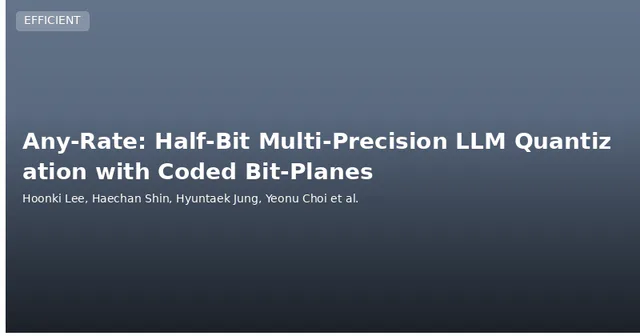 EFFICIENT
Any-Rate: Half-Bit Multi-Precision LLM Quantiz
ation with Coded Bit-Planes
Hoonki Lee, Haechan Shin, Hyuntaek Jung, Yeonu Choi et al.